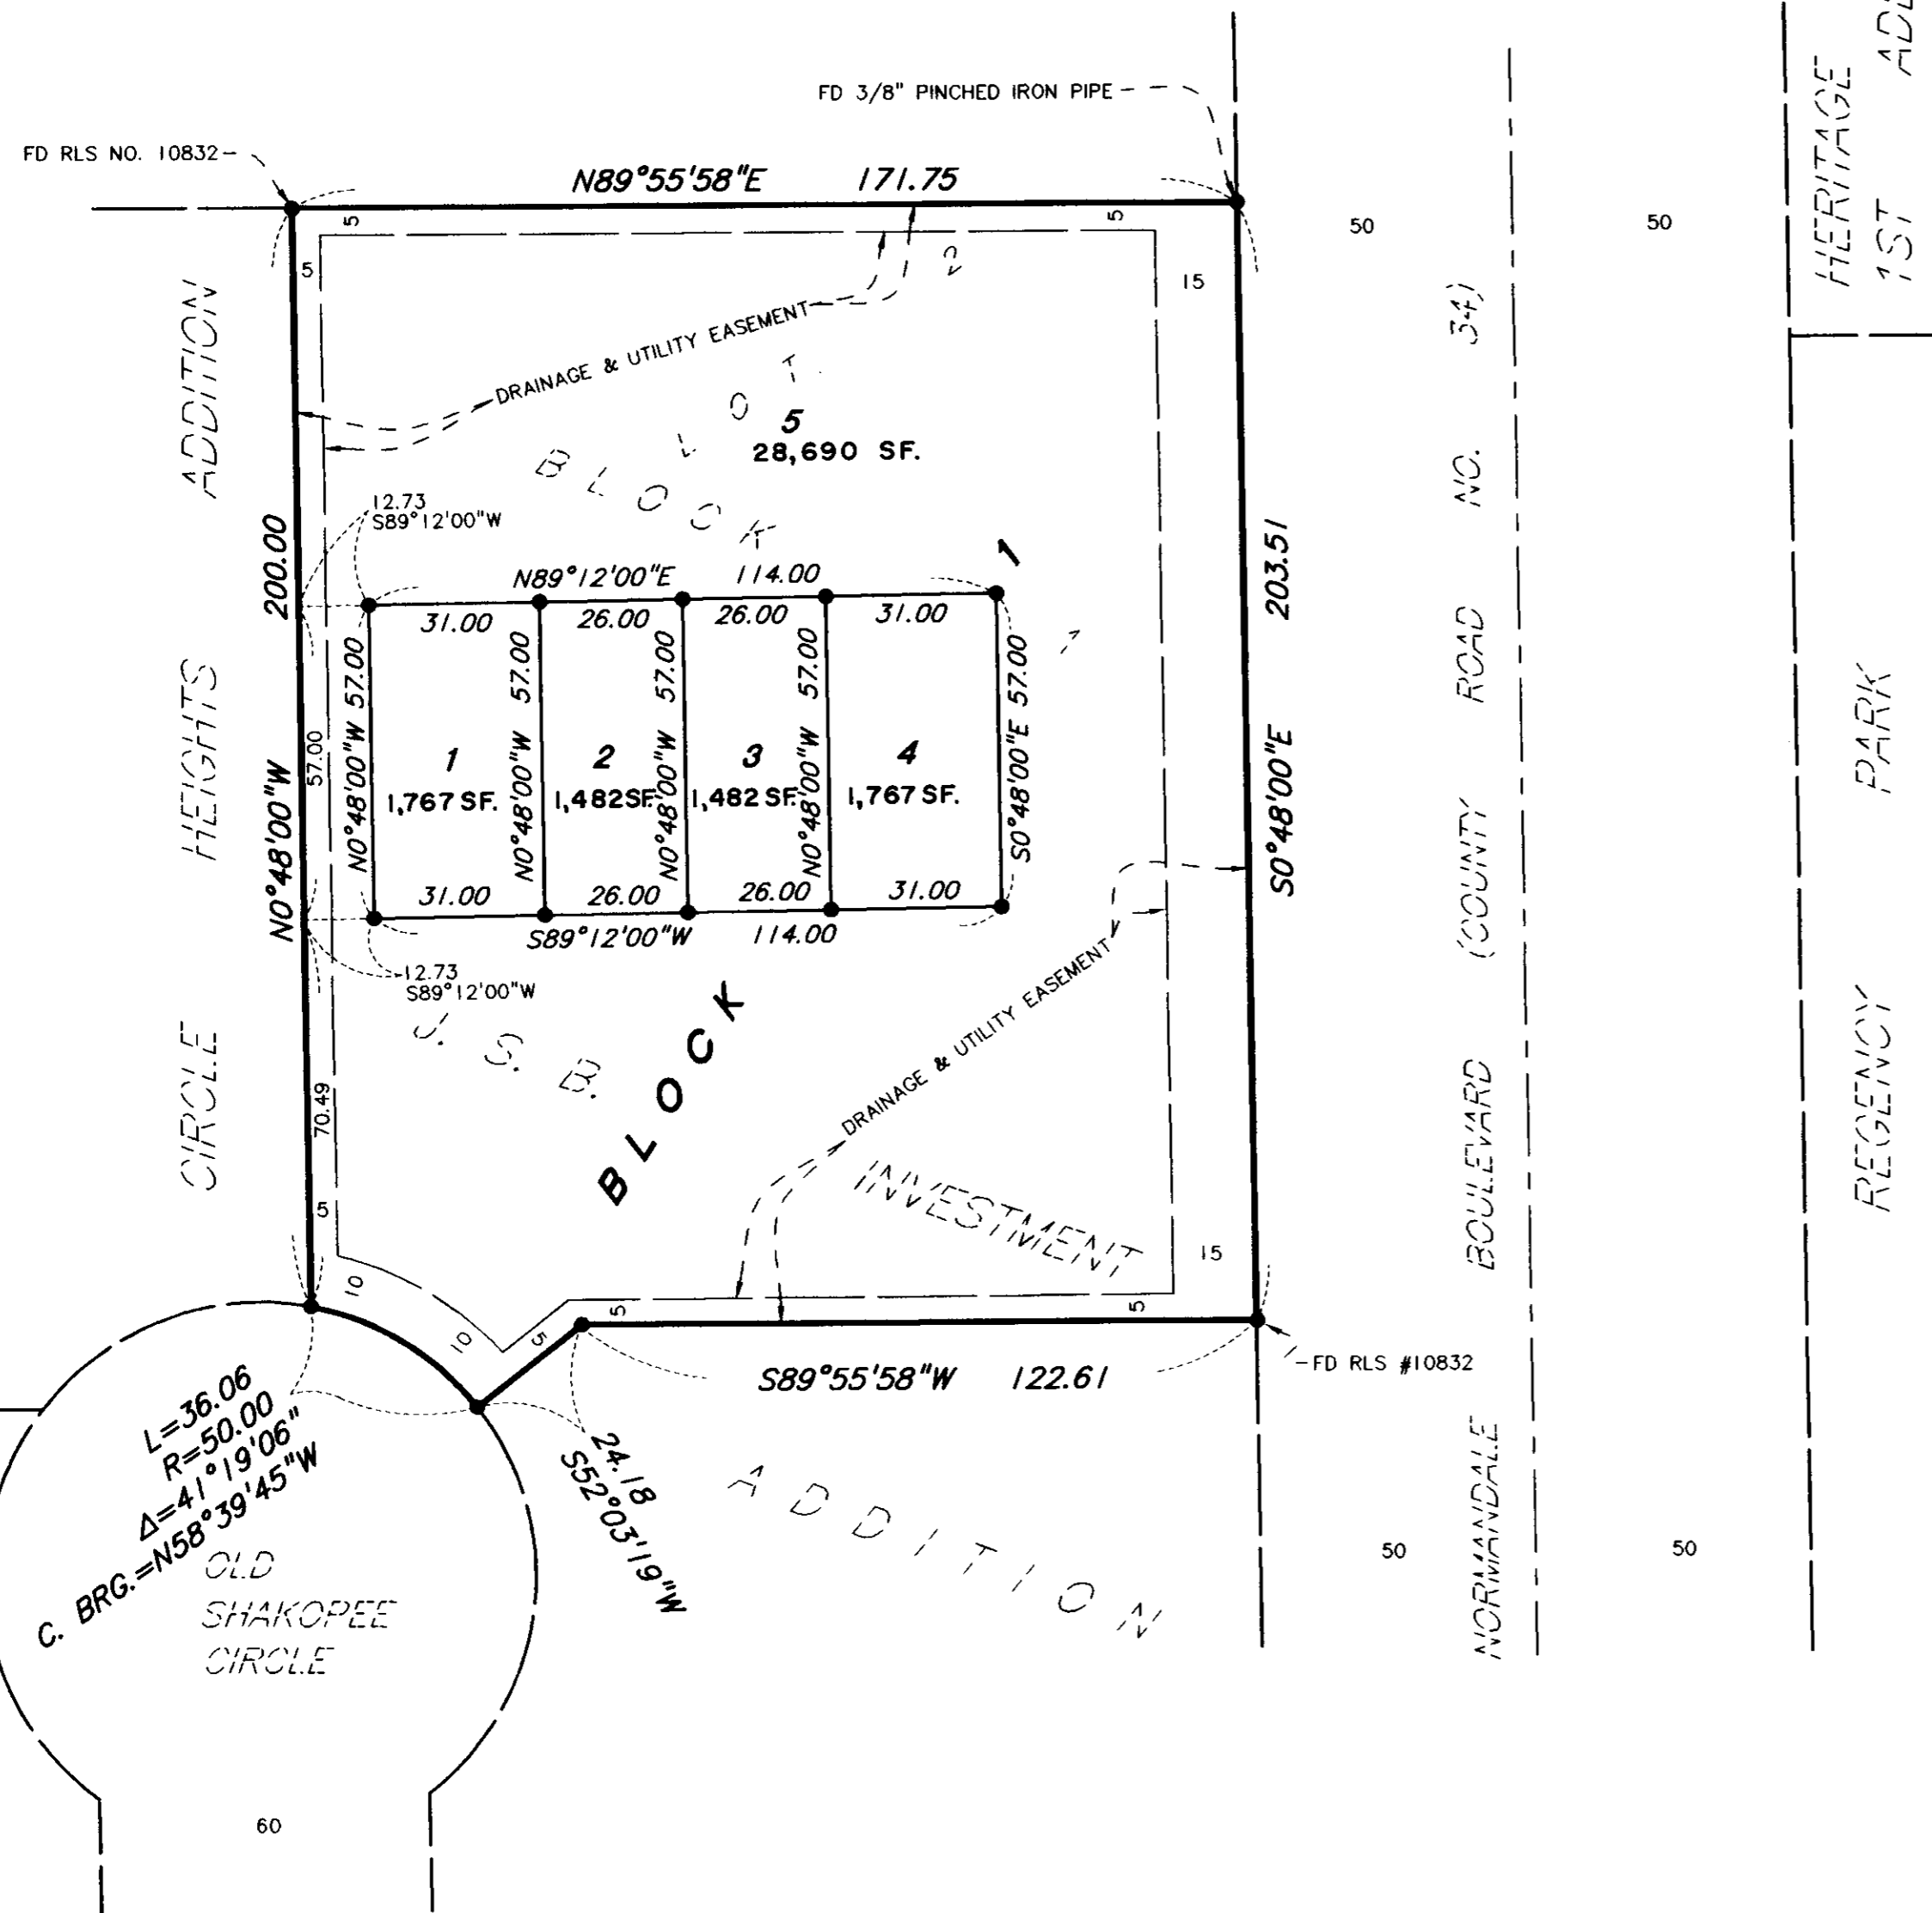 FD 3/8" PINCHED IRON PIPE
FD RLS NO. 10832
N89°55'58"E 171.75
5
5
5
15
2
50
50
HERITAGE
1ST
DRAINAGE & UTILITY EASEMENT
LOT
5
28,690 SF.
BLOCK
1
1
12.73
S89°12'00"W
200.00
N0°48'00"W
57.00
70.49
5
203.51
S0°48'00"E
N89°12'00"E 114.00
31.00
26.00
26.00
31.00
N0°48'00"W 57.00
N0°48'00"W 57.00
N0°48'00"W 57.00
N0°48'00"W 57.00
S0°48'00"E 57.00
1
1,767 SF.
2
1,482SF.
3
1,482 SF.
4
1,767 SF.
31.00
26.00
26.00
31.00
S89°12'00"W 114.00
12.73
S89°12'00"W
CIRCLE HEIGHTS ADDITION
J. S. B.
INVESTMENT
ADDITION
BLOCK
DRAINAGE & UTILITY EASEMENT
15
10
10
5
5
5
S89°55'58"W 122.61
FD RLS #10832
24.18
S52°03'19"W
L=36.06
R=50.00
Δ=41°19'06"
C. BRG.=N58°39'45"W
OLD
SHAKOPEE
CIRCLE
60
NORMANDALE BOULEVARD (COUNTY ROAD NO. 34)
REGENCY PARK
50
50